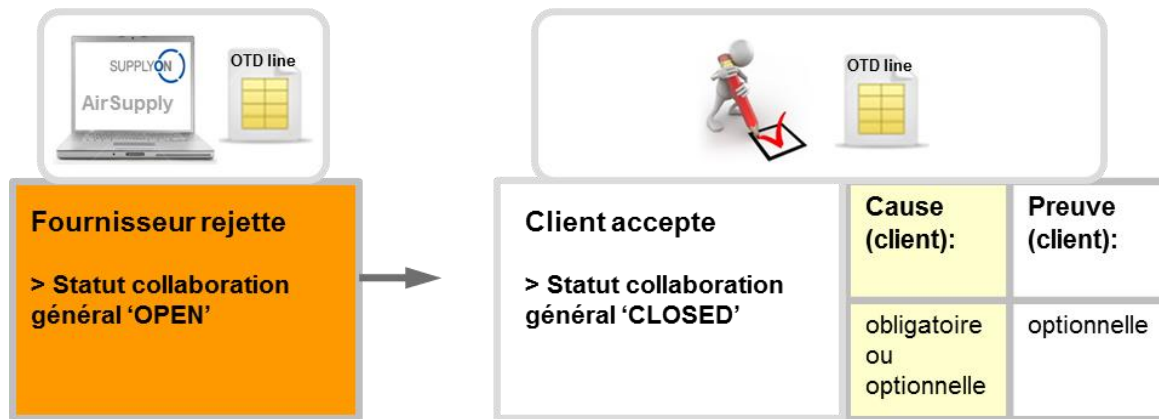 SUPPLYON
AirSupply
OTD line
OTD line
Fournisseur rejette
> Statut collaboration
général ‘OPEN’
Client accepte
> Statut collaboration
général ‘CLOSED’
Cause
(client):
Preuve
(client):
obligatoire
ou
optionnelle
optionnelle